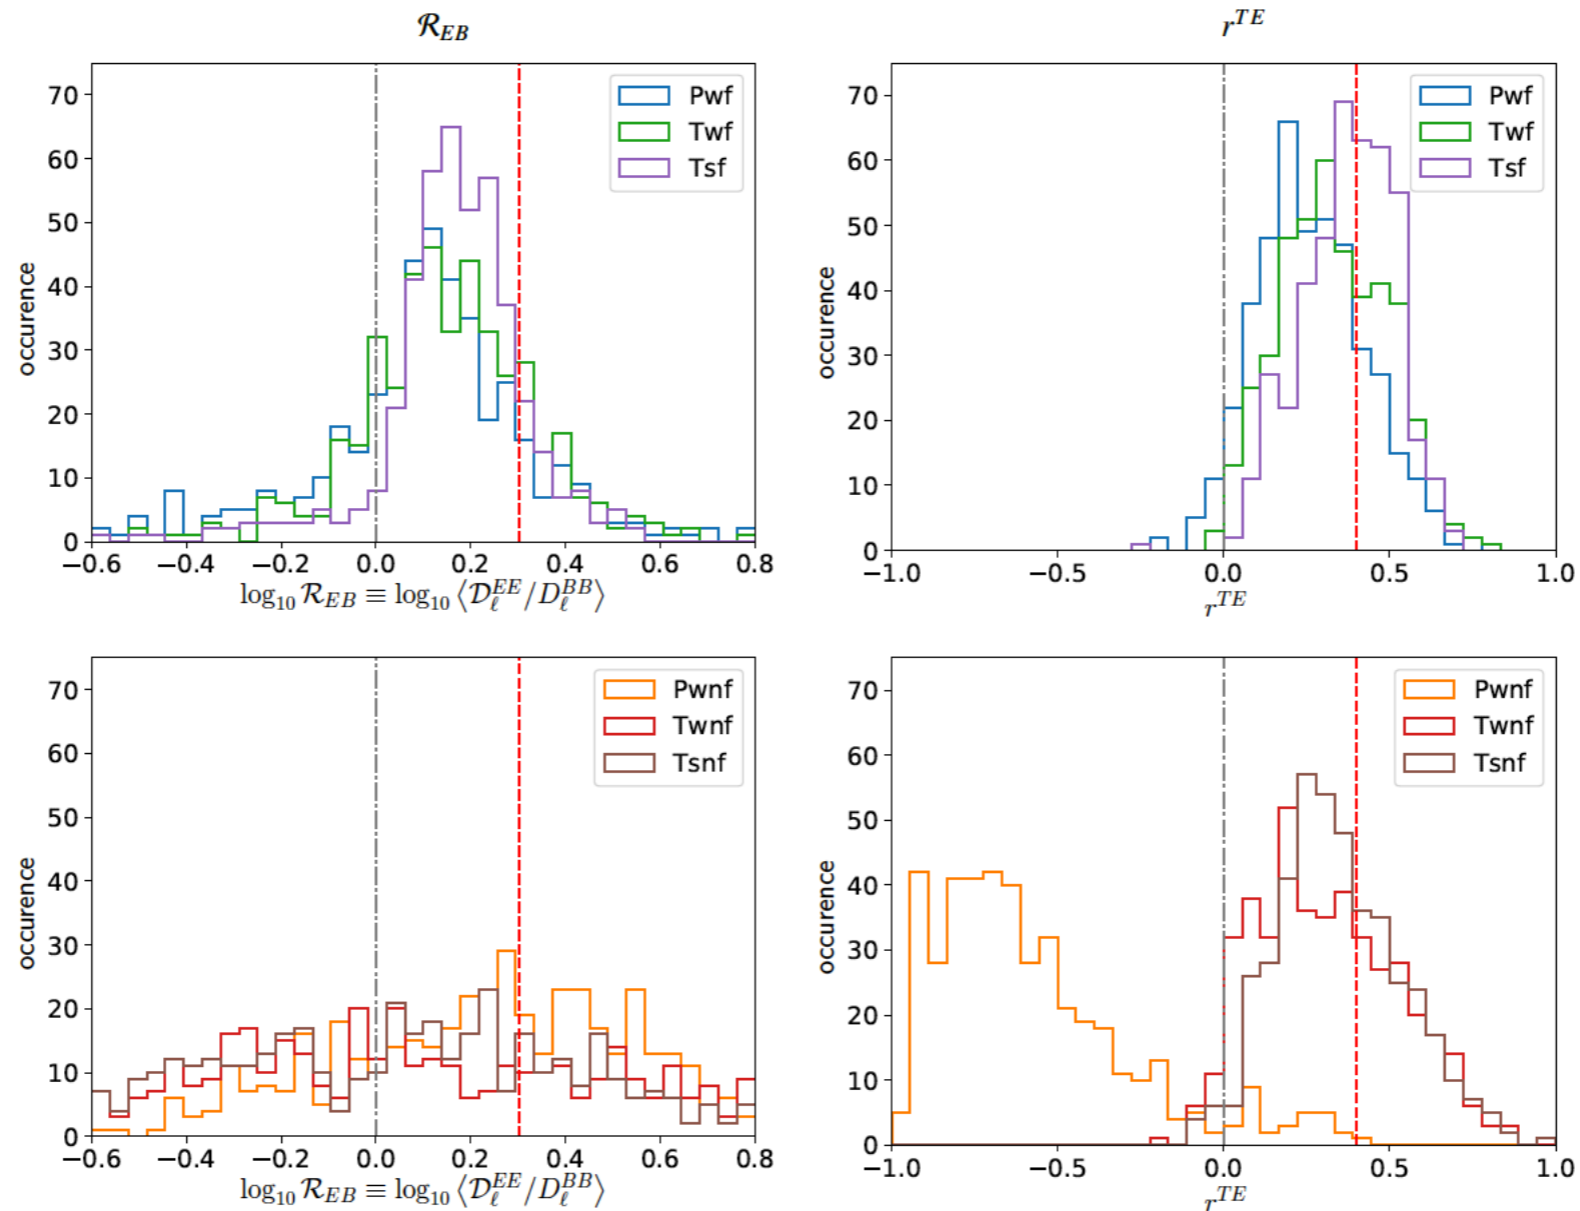 ℛ_EB
r^TE
70
60
50
40
30
20
10
0
occurence
Pwf
Twf
Tsf
−0.6 −0.4 −0.2 0.0 0.2 0.4 0.6 0.8
log₁₀ ℛ_EB ≡ log₁₀ ⟨𝒟_ℓ^EE/D_ℓ^BB⟩
70
60
50
40
30
20
10
0
occurence
Pwf
Twf
Tsf
−1.0 −0.5 0.0 0.5 1.0
r^TE
70
60
50
40
30
20
10
0
occurence
Pwnf
Twnf
Tsnf
−0.6 −0.4 −0.2 0.0 0.2 0.4 0.6 0.8
log₁₀ ℛ_EB ≡ log₁₀ ⟨𝒟_ℓ^EE/D_ℓ^BB⟩
70
60
50
40
30
20
10
0
occurence
Pwnf
Twnf
Tsnf
−1.0 −0.5 0.0 0.5 1.0
r^TE